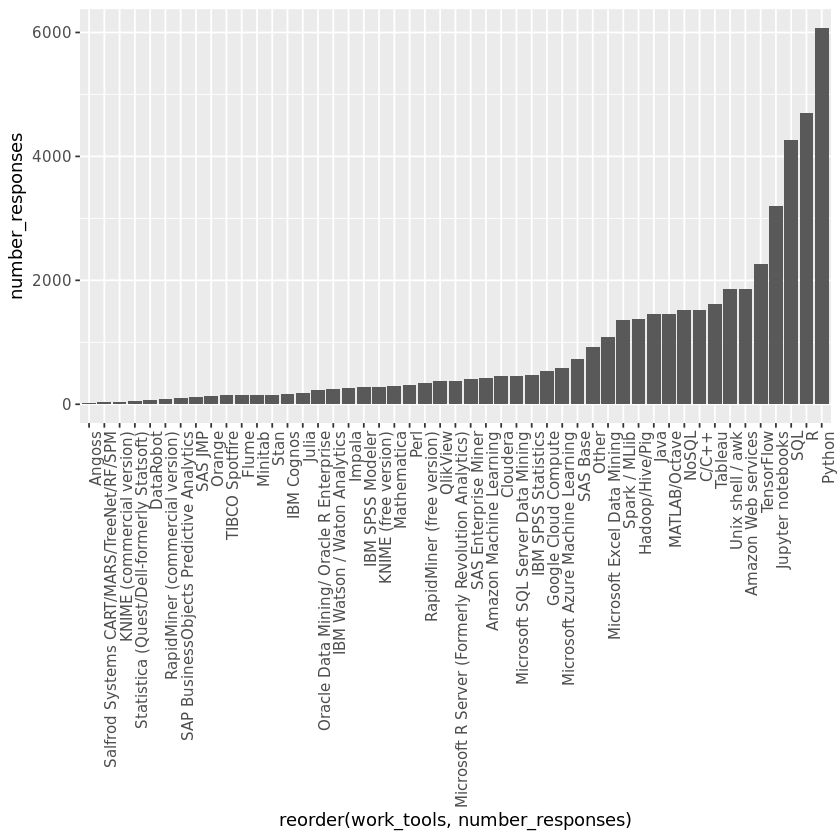 number_responses
6000
4000
2000
0
Angoss
Salfrod Systems CART/MARS/TreeNet/RF/SPM
KNIME (commercial version)
Statistica (Quest/Dell-formerly Statsoft)
DataRobot
RapidMiner (commercial version)
SAP BusinessObjects Predictive Analytics
SAS JMP
Orange
TIBCO Spotfire
Flume
Minitab
Stan
IBM Cognos
Julia
Oracle Data Mining/ Oracle R Enterprise
IBM Watson / Waton Analytics
Impala
IBM SPSS Modeler
KNIME (free version)
Mathematica
Perl
RapidMiner (free version)
QlikView
Microsoft R Server (Formerly Revolution Analytics)
SAS Enterprise Miner
Amazon Machine Learning
Cloudera
Microsoft SQL Server Data Mining
IBM SPSS Statistics
Google Cloud Compute
Microsoft Azure Machine Learning
SAS Base
Other
Microsoft Excel Data Mining
Spark / MLlib
Hadoop/Hive/Pig
Java
MATLAB/Octave
NoSQL
C/C++
Tableau
Unix shell / awk
Amazon Web services
TensorFlow
Jupyter notebooks
SQL
R
Python
reorder(work_tools, number_responses)